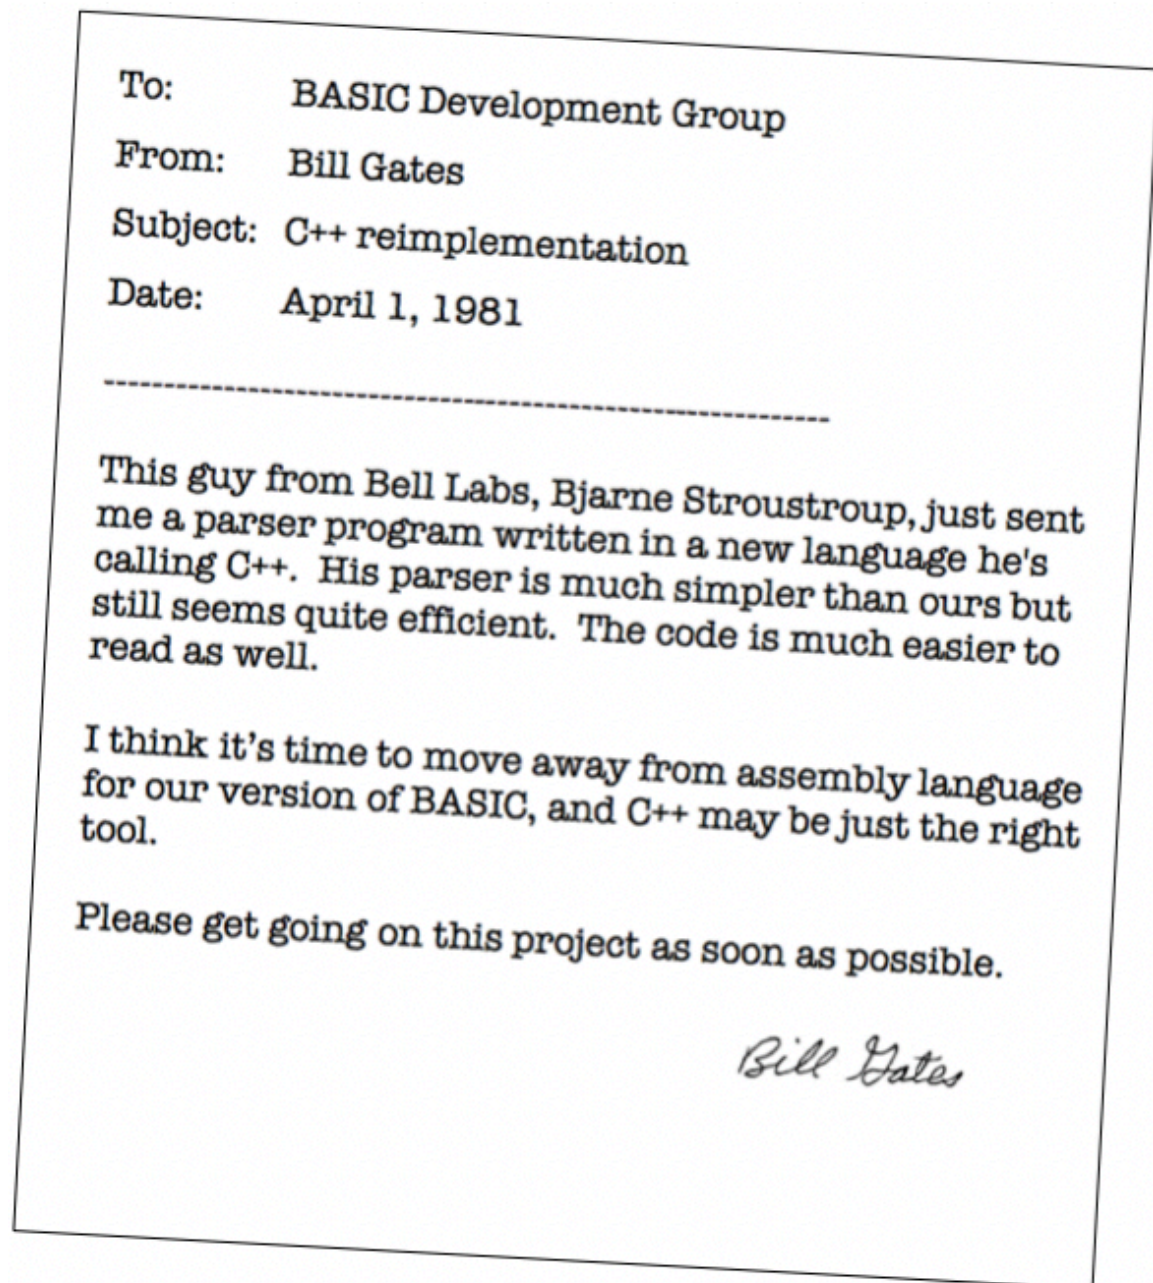 To: BASIC Development Group
From: Bill Gates
Subject: C++ reimplementation
Date: April 1, 1981
------------------------------------------------------------
This guy from Bell Labs, Bjarne Stroustroup, just sent
me a parser program written in a new language he's
calling C++. His parser is much simpler than ours but
still seems quite efficient. The code is much easier to
read as well.
I think it's time to move away from assembly language
for our version of BASIC, and C++ may be just the right
tool.
Please get going on this project as soon as possible.
Bill Gates